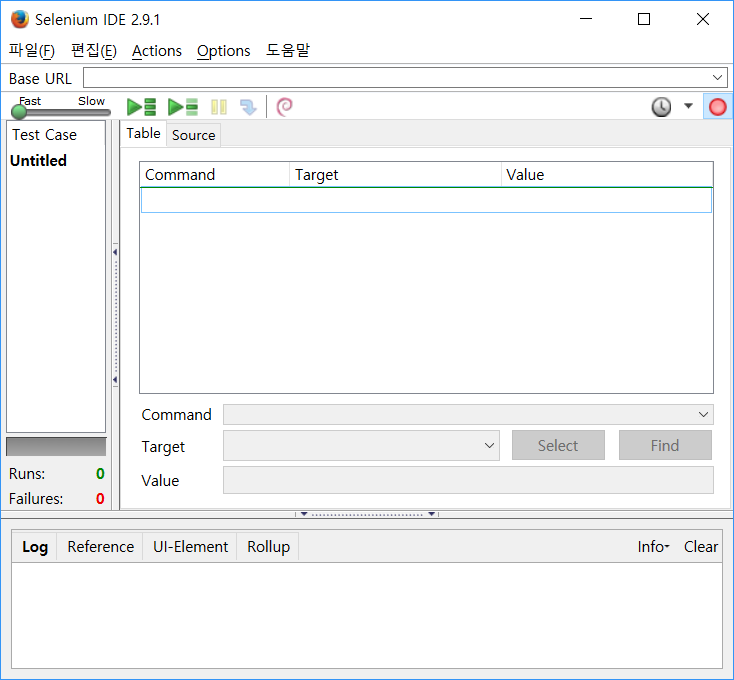 Selenium IDE 2.9.1
파일(F) 편집(E) Actions Options 도움말
Base URL
Fast Slow
Test Case
Untitled
Table Source
Command Target Value
Command
Target Select Find
Value
Runs: 0
Failures: 0
Log Reference UI-Element Rollup Info Clear